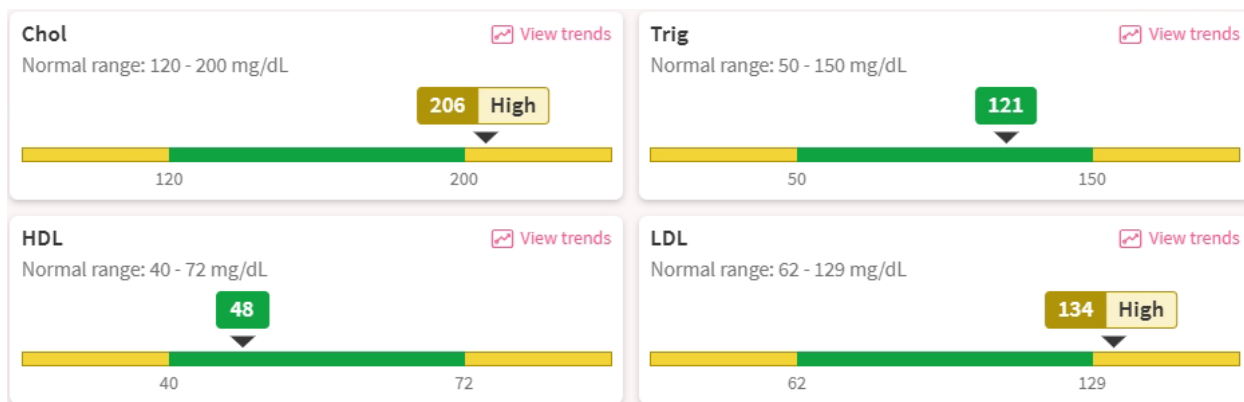 Chol View trends
Normal range: 120 - 200 mg/dL
206 High
120 200
Trig View trends
Normal range: 50 - 150 mg/dL
121
50 150
HDL View trends
Normal range: 40 - 72 mg/dL
48
40 72
LDL View trends
Normal range: 62 - 129 mg/dL
134 High
62 129